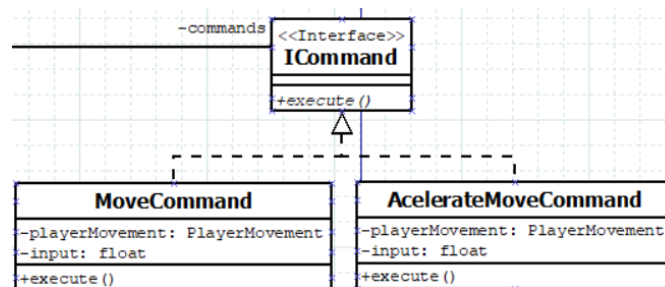 -commands
<<Interface>>
ICommand
+execute()
MoveCommand
-playerMovement: PlayerMovement
-input: float
+execute()
AcelerateMoveCommand
-playerMovement: PlayerMovement
-input: float
+execute()